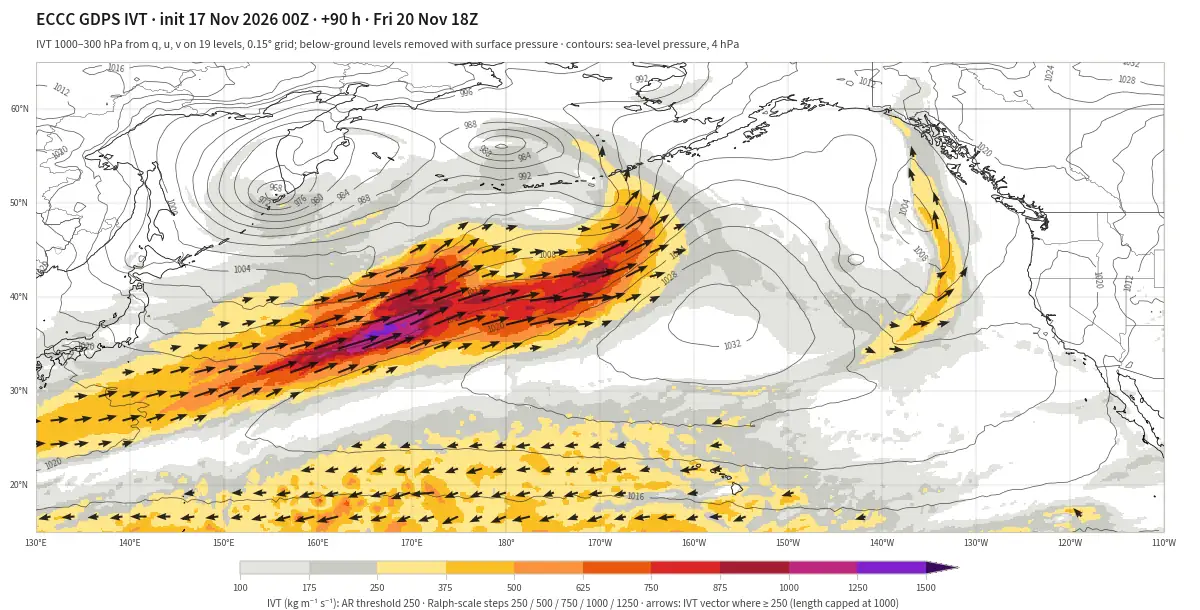 ECCC GDPS IVT · init 17 Nov 2026 00Z · +90 h · Fri 20 Nov 18Z
IVT 1000–300 hPa from q, u, v on 19 levels, 0.15° grid; below-ground levels removed with surface pressure · contours: sea-level pressure, 4 hPa
1016
992
1024
1028
1012
1012
996
60°N
988
1020
988
984
1020
992
968
976
980
984
988
50°N
1004
1008
1008
1004
1028
1020
1012
40°N
1020
1032
30°N
1020
20°N
1016
130°E 140°E 150°E 160°E 170°E 180° 170°W 160°W 150°W 140°W 130°W 120°W 110°W
100 175 250 375 500 625 750 875 1000 1250 1500
IVT (kg m⁻¹ s⁻¹): AR threshold 250 · Ralph-scale steps 250 / 500 / 750 / 1000 / 1250 · arrows: IVT vector where ≥ 250 (length capped at 1000)